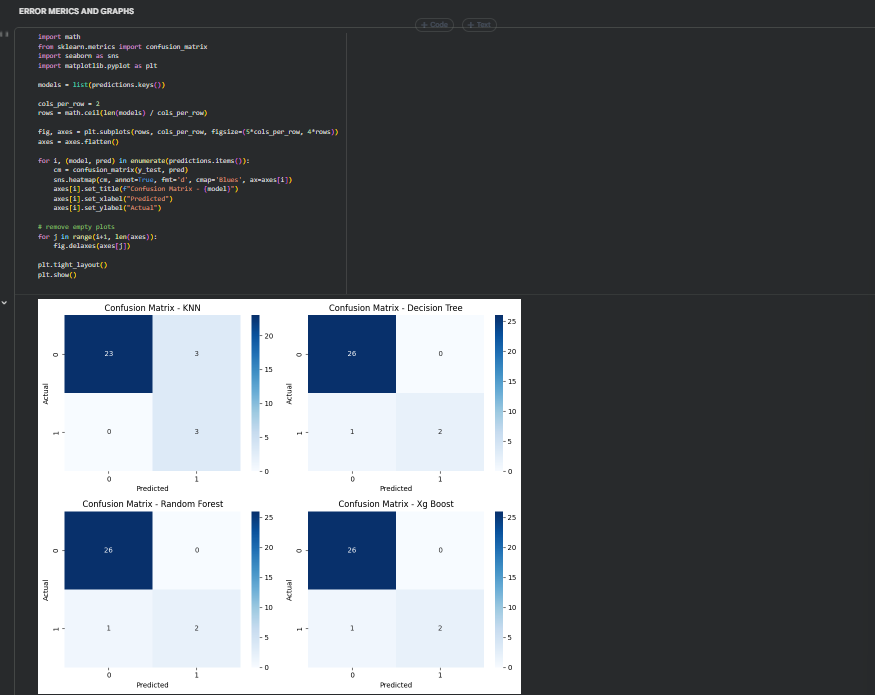 ERROR MERICS AND GRAPHS
+ Code
+ Text
import math
from sklearn.metrics import confusion_matrix
import seaborn as sns
import matplotlib.pyplot as plt
models = list(predictions.keys())
cols_per_row = 2
rows = math.ceil(len(models) / cols_per_row)
fig, axes = plt.subplots(rows, cols_per_row, figsize=(5*cols_per_row, 4*rows))
axes = axes.flatten()
for i, (model, pred) in enumerate(predictions.items()):
    cm = confusion_matrix(y_test, pred)
    sns.heatmap(cm, annot=True, fmt='d', cmap='Blues', ax=axes[i])
    axes[i].set_title(f"Confusion Matrix - {model}")
    axes[i].set_xlabel("Predicted")
    axes[i].set_ylabel("Actual")
# remove empty plots
for j in range(i+1, len(axes)):
    fig.delaxes(axes[j])
plt.tight_layout()
plt.show()
Confusion Matrix - KNN
Actual
0
1
23
3
0
3
0
1
Predicted
20
15
10
5
0
Confusion Matrix - Decision Tree
Actual
0
1
26
0
1
2
0
1
Predicted
25
20
15
10
5
0
Confusion Matrix - Random Forest
Actual
0
1
26
0
1
2
0
1
Predicted
25
20
15
10
5
0
Confusion Matrix - Xg Boost
Actual
0
1
26
0
1
2
0
1
Predicted
25
20
15
10
5
0